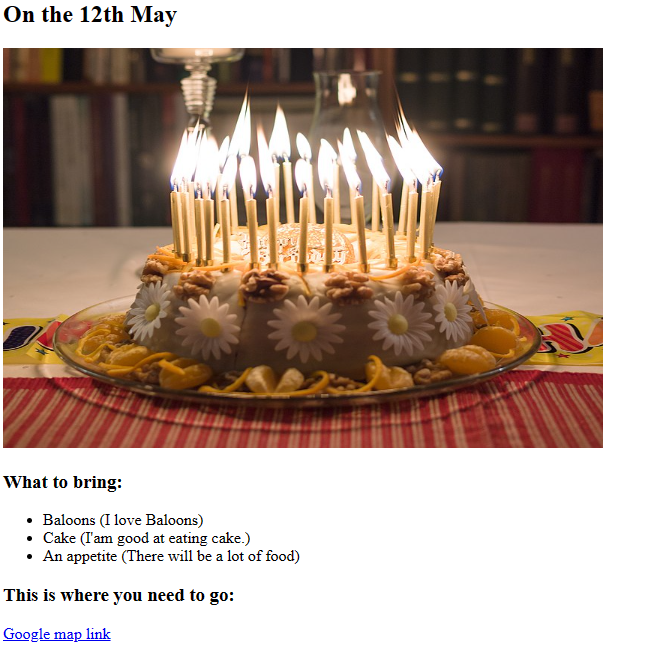 On the 12th May
What to bring:
Baloons (I love Baloons)
Cake (I'am good at eating cake.)
An appetite (There will be a lot of food)
This is where you need to go:
Google map link